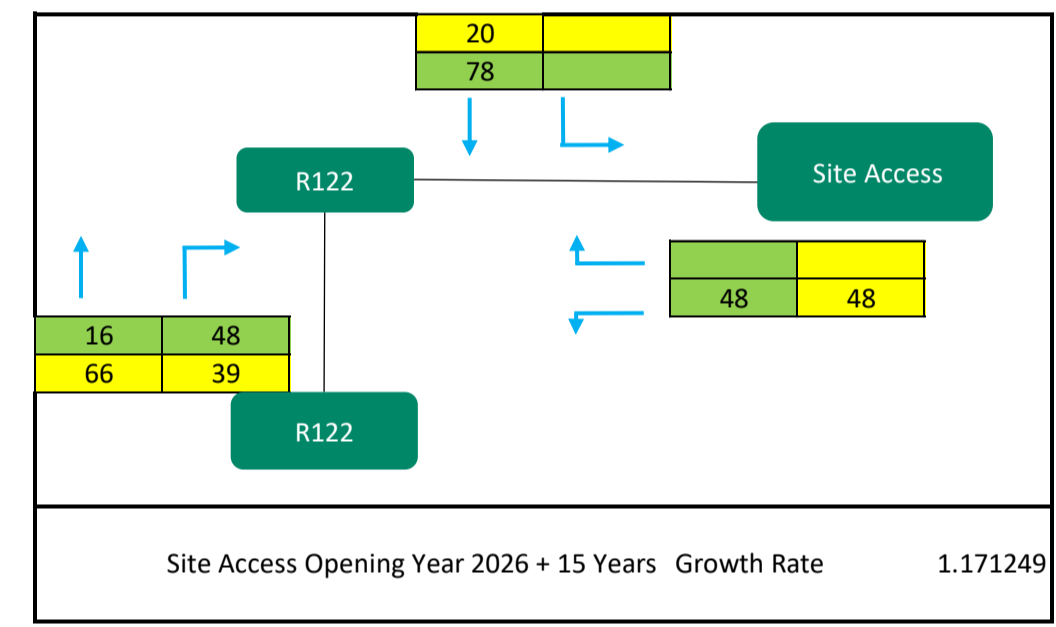 20
78
R122
Site Access
48 48
16 48
66 39
R122
Site Access Opening Year 2026 + 15 Years Growth Rate 1.171249